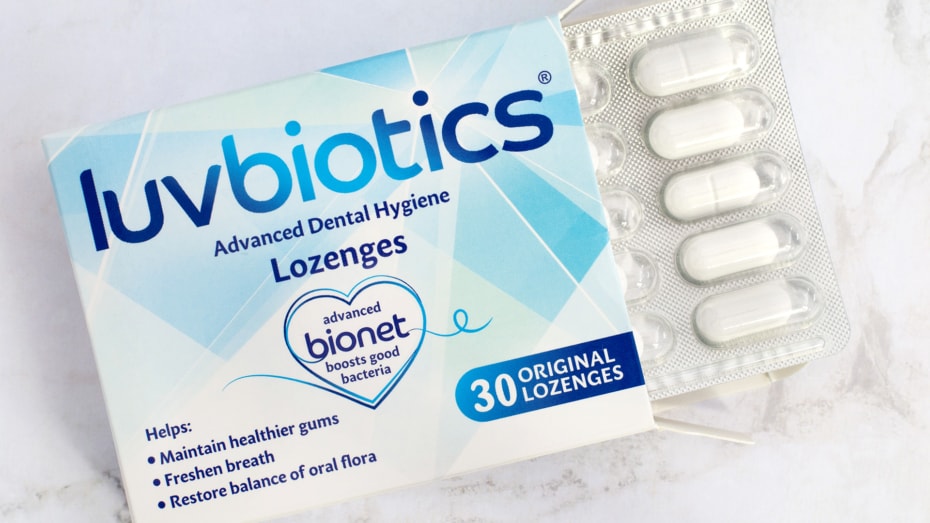 luvbiotics®
Advanced Dental Hygiene
Lozenges
advanced
bionet
boosts good
bacteria
30 ORIGINAL
LOZENGES
Helps:
• Maintain healthier gums
• Freshen breath
• Restore balance of oral flora